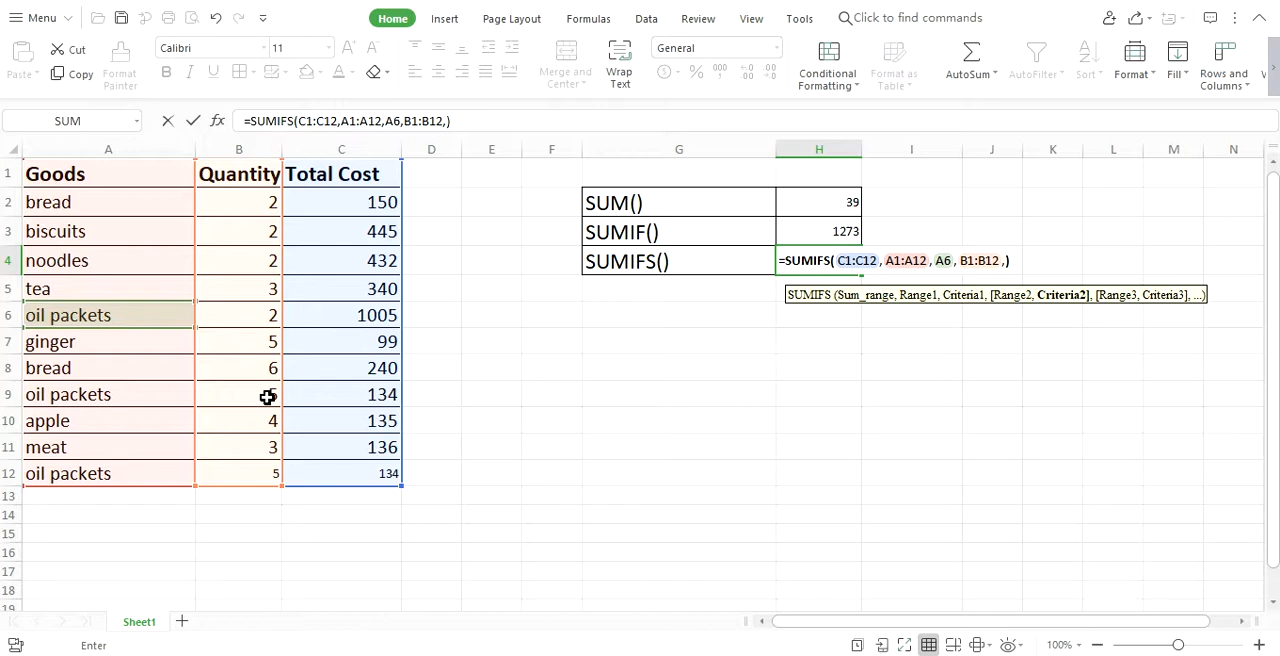 Menu Home Insert Page Layout Formulas Data Review View Tools Click to find commands
Paste Cut Copy Format Painter Calibri 11 A+ A- B I U A Merge and Center Wrap Text General % 000 Conditional Formatting Format as Table AutoSum AutoFilter Sort Format Fill Rows and Columns
SUM fx =SUMIFS(C1:C12,A1:A12,A6,B1:B12,)
A B C D E F G H I J K L M N
1 Goods Quantity Total Cost
2 bread 2 150 SUM() 39
3 biscuits 2 445 SUMIF() 1273
4 noodles 2 432 SUMIFS() =SUMIFS( C1:C12 , A1:A12 , A6 , B1:B12 ,)
5 tea 3 340 SUMIFS (Sum_range, Range1, Criteria1, [Range2, Criteria2], [Range3, Criteria3], ...)
6 oil packets 2 1005
7 ginger 5 99
8 bread 6 240
9 oil packets 134
10 apple 4 135
11 meat 3 136
12 oil packets 5 134
13
14
15
16
17
18
19
Sheet1
Enter 100%